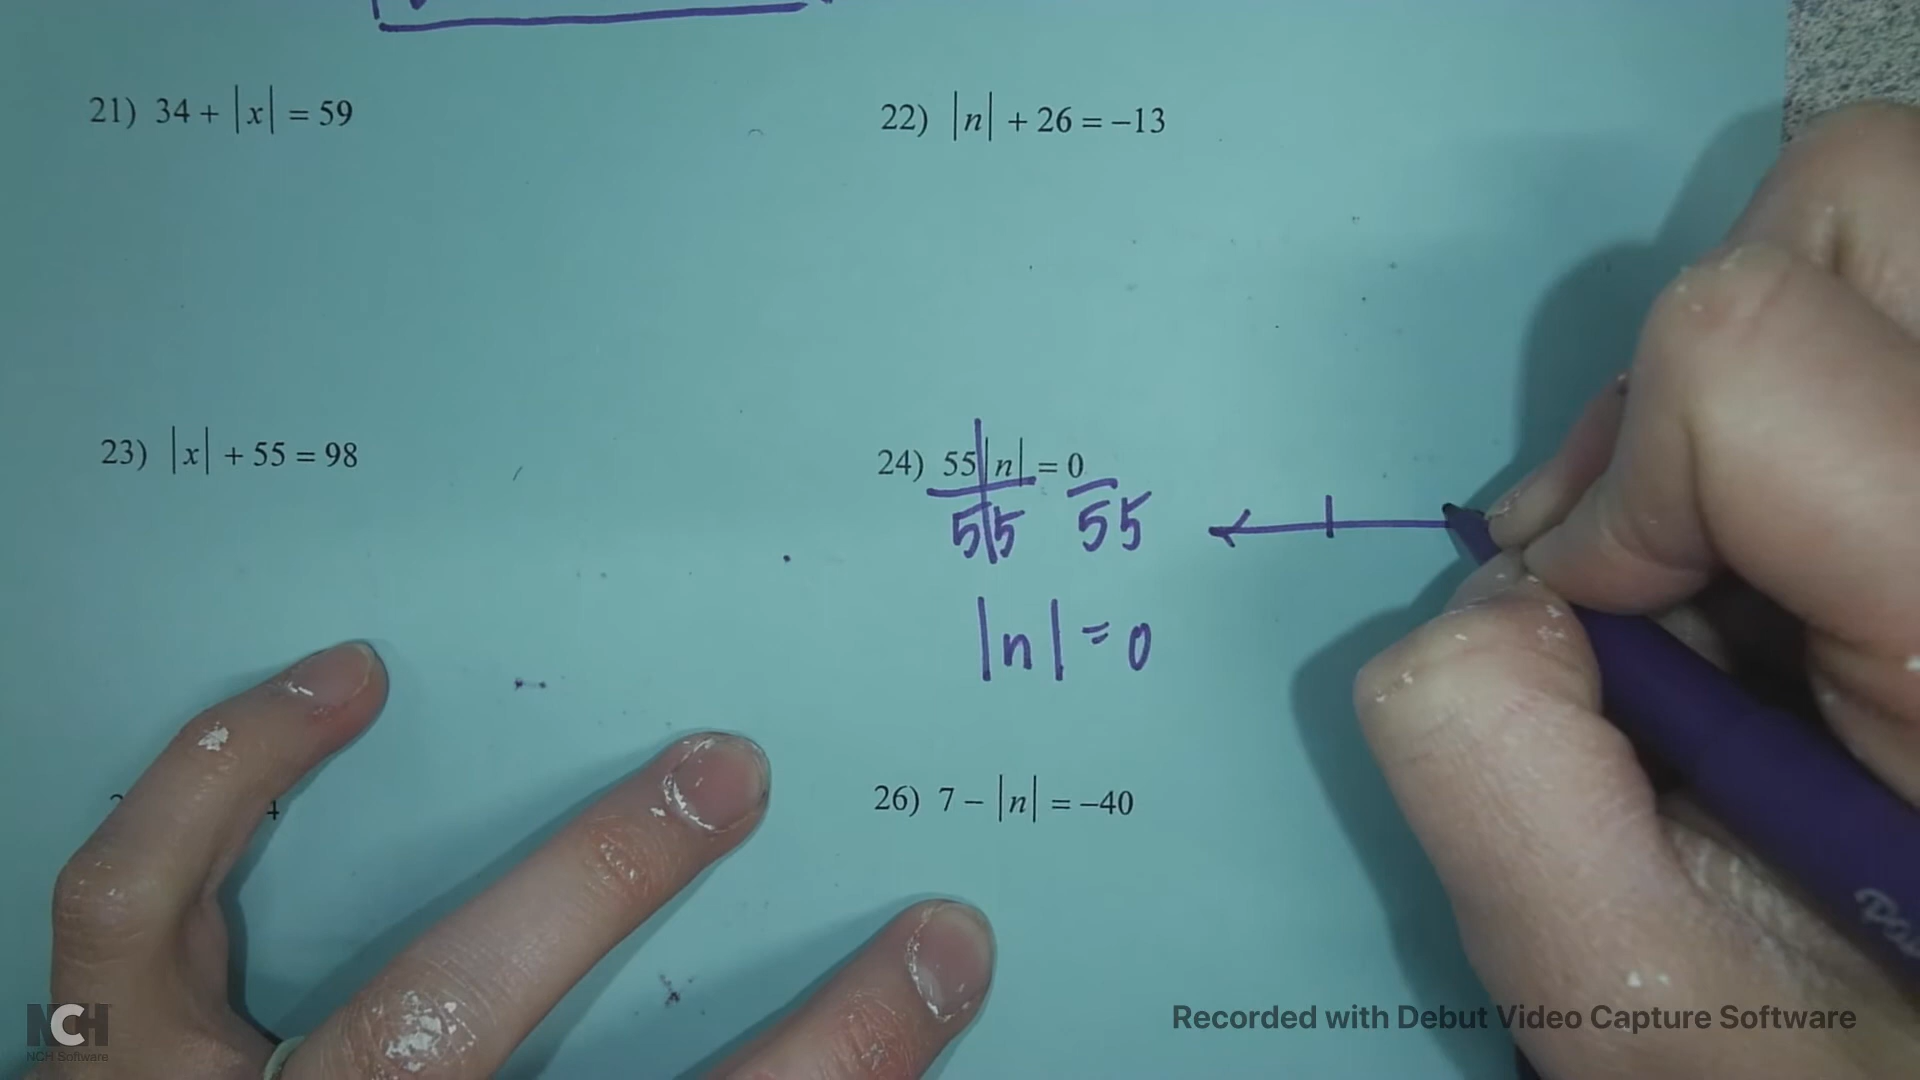 21) 34 + |x| = 59
22) |n| + 26 = −13
23) |x| + 55 = 98
24) 55|n| = 0
55 55
|n| = 0
4
26) 7 − |n| = −40
Recorded with Debut Video Capture Software
NCH
NCH Software